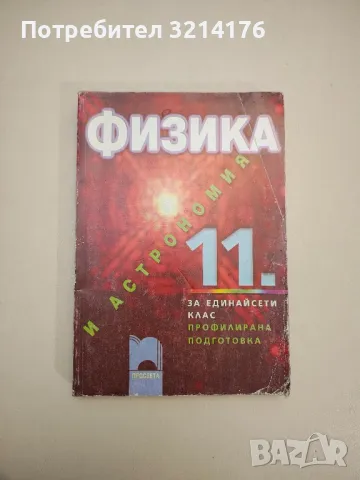 Потребител 3214176
ФИЗИКА
И АСТРОНОМИЯ
11.
ЗА ЕДИНАЙСЕТИ
КЛАС
ПРОФИЛИРАНА
ПОДГОТОВКА
ПРОСВЕТА
BAZAR